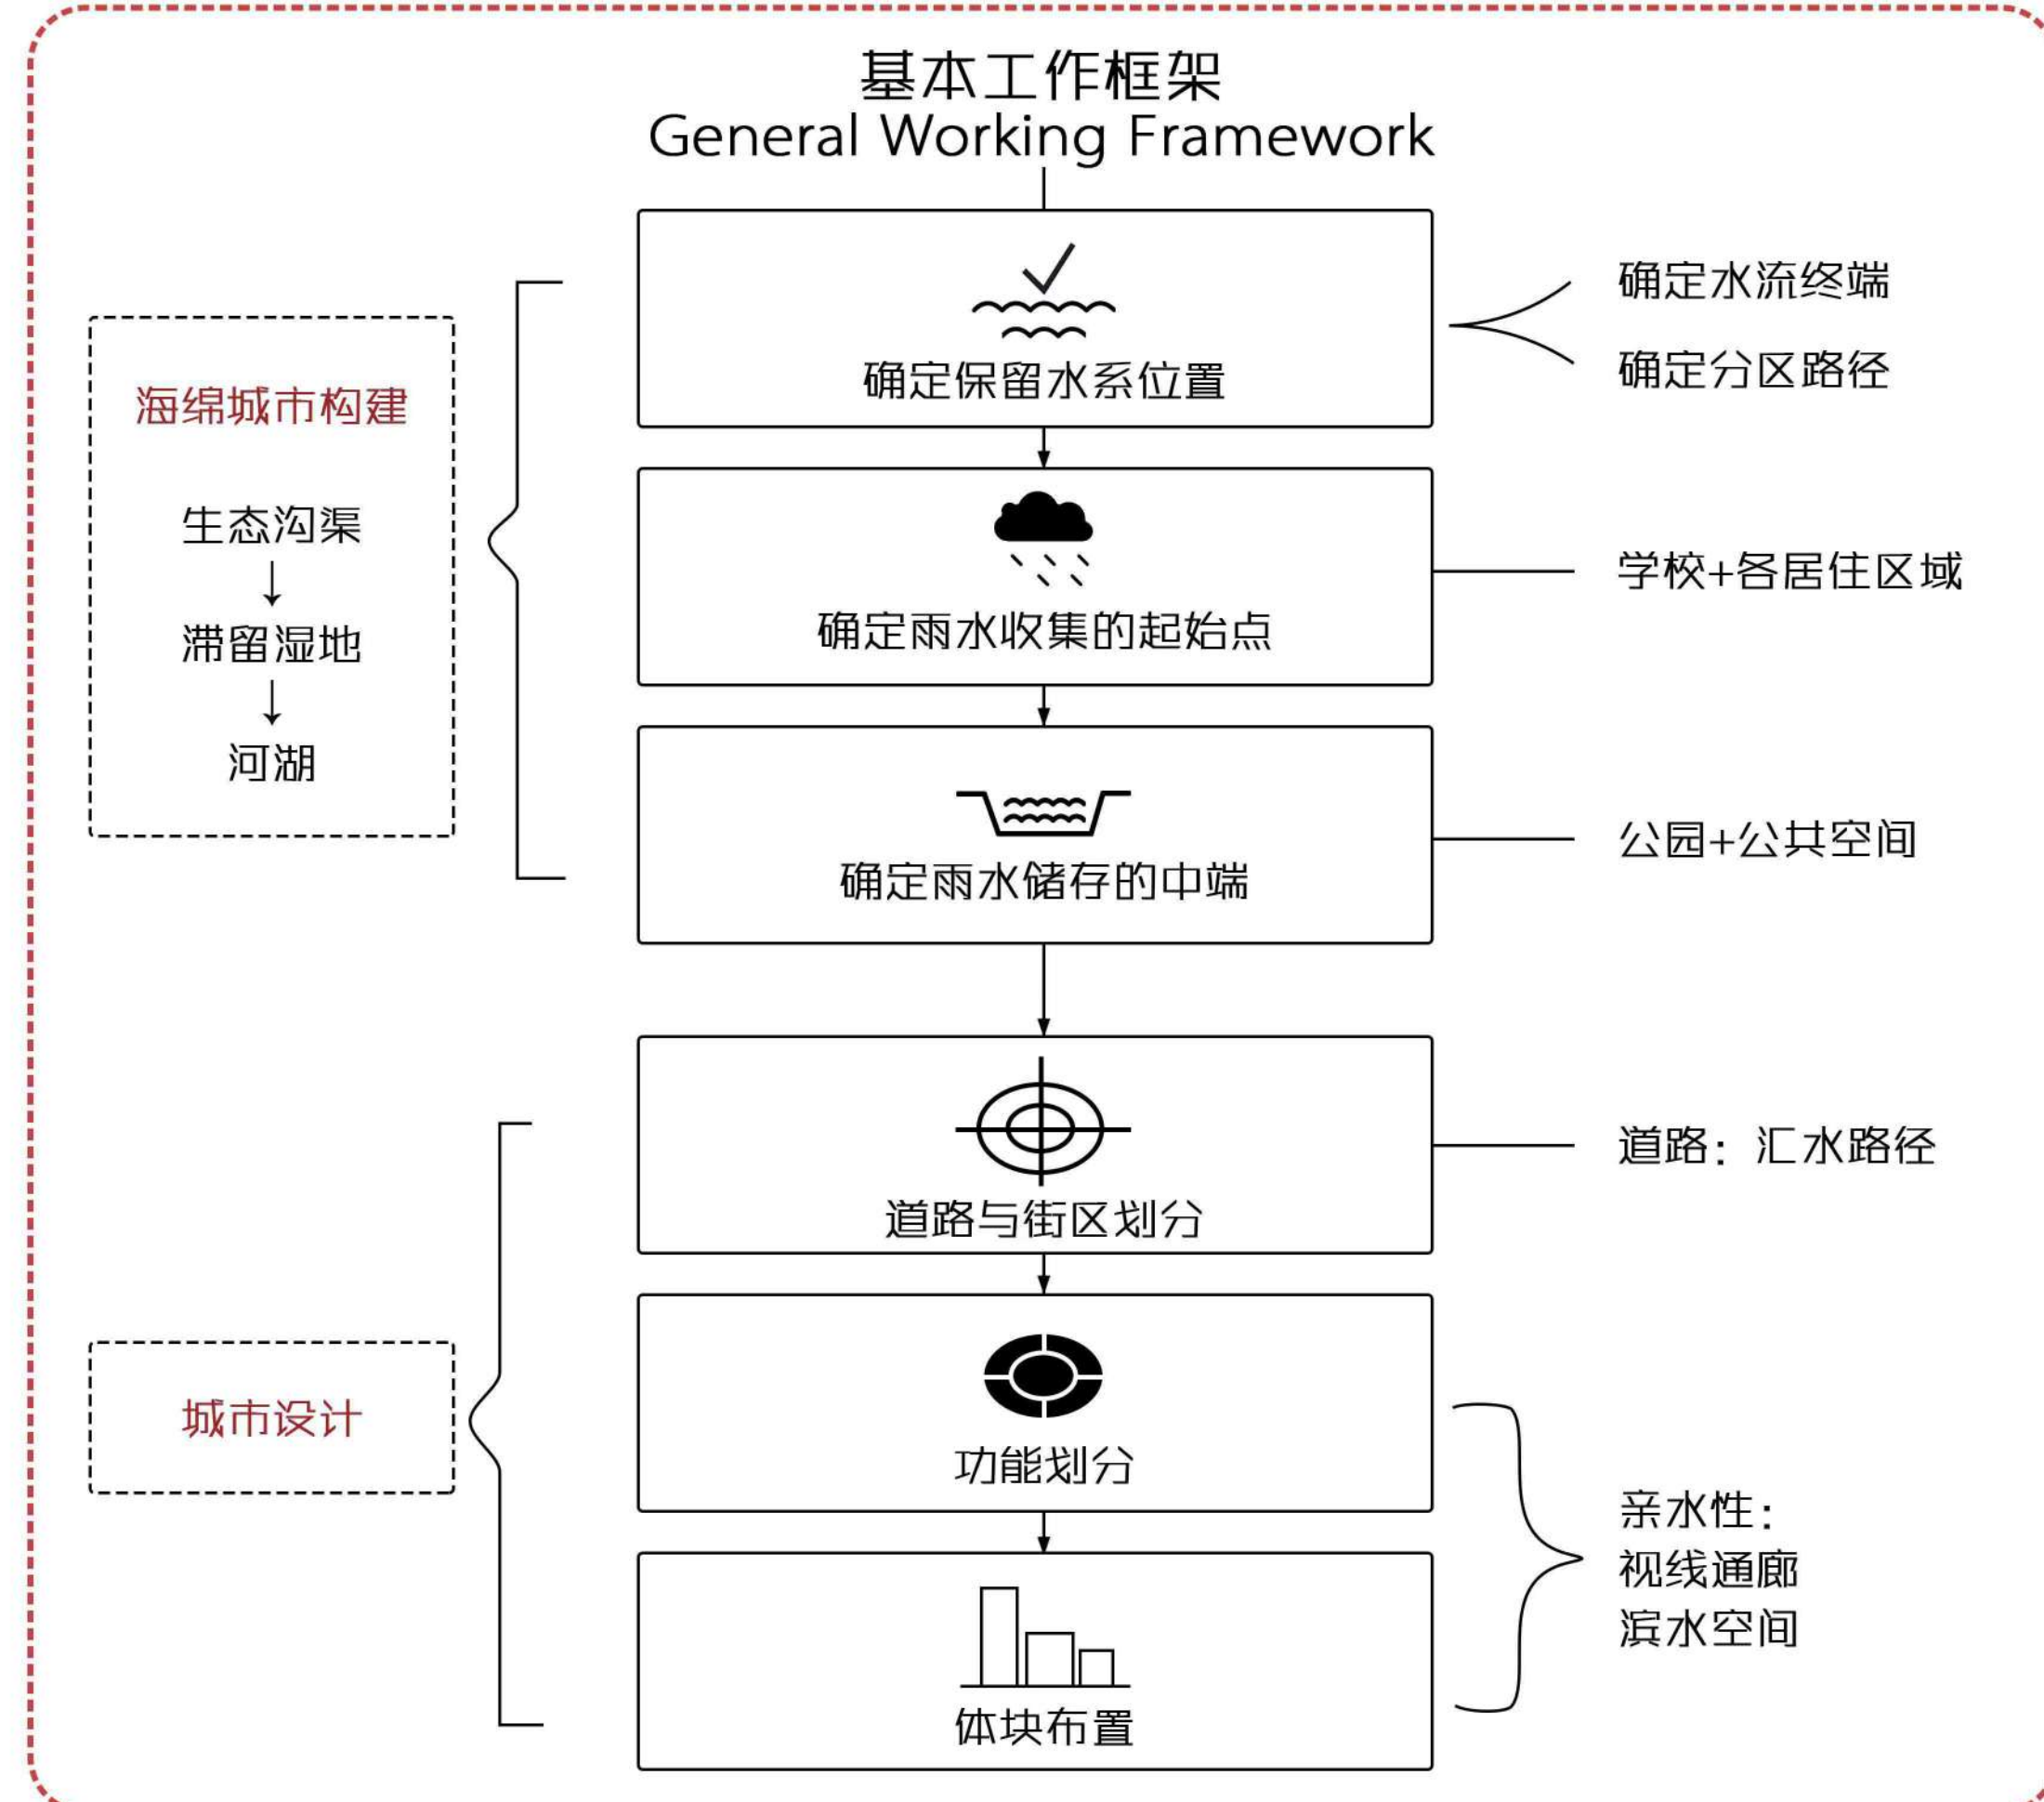 基本工作框架
General Working Framework
确定保留水系位置
确定水流终端
确定分区路径
海绵城市构建
生态沟渠
↓
滞留湿地
↓
河湖
确定雨水收集的起始点
学校+各居住区域
确定雨水储存的中端
公园+公共空间
道路与街区划分
道路：汇水路径
城市设计
功能划分
体块布置
亲水性：
视线通廊
滨水空间